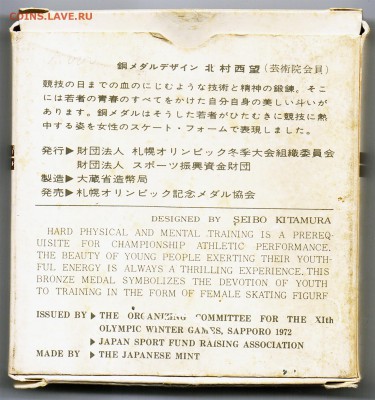 COINS.LAVE.RU
銅メダルデザイン 北村西望(芸術院会員)
競技の日までの血のにじむような技術と精神の鍛錬。そこ
には若者の青春のすべてをかけた自分自身の美しい斗いが
あります。銅メダルはそうした若者がひたむきに競技に熱
中する姿を女性のスケート・フォームで表現しました。
発行▶財団法人 札幌オリンピック冬季大会組織委員会
財団法人 スポーツ振興資金財団
製造▶大蔵省造幣局
発売▶札幌オリンピック記念メダル協会
DESIGNED BY SEIBO KITAMURA
HARD PHYSICAL AND MENTAL TRAINING IS A PREREQ-
UISITE FOR CHAMPIONSHIP ATHLETIC PERFORMANCE.
THE BEAUTY OF YOUNG PEOPLE EXERTING THEIR YOUTH-
FUL ENERGY IS ALWAYS A THRILLING EXPERIENCE. THIS
BRONZE MEDAL SYMBOLIZES THE DEVOTION OF YOUTH
TO TRAINING IN THE FORM OF FEMALE SKATING FIGURE
ISSUED BY ▶ THE ORGANIZING COMMITTEE FOR THE XIth
OLYMPIC WINTER GAMES, SAPPORO 1972
▶ JAPAN SPORT FUND RAISING ASSOCIATION
MADE BY ▶ THE JAPANESE MINT